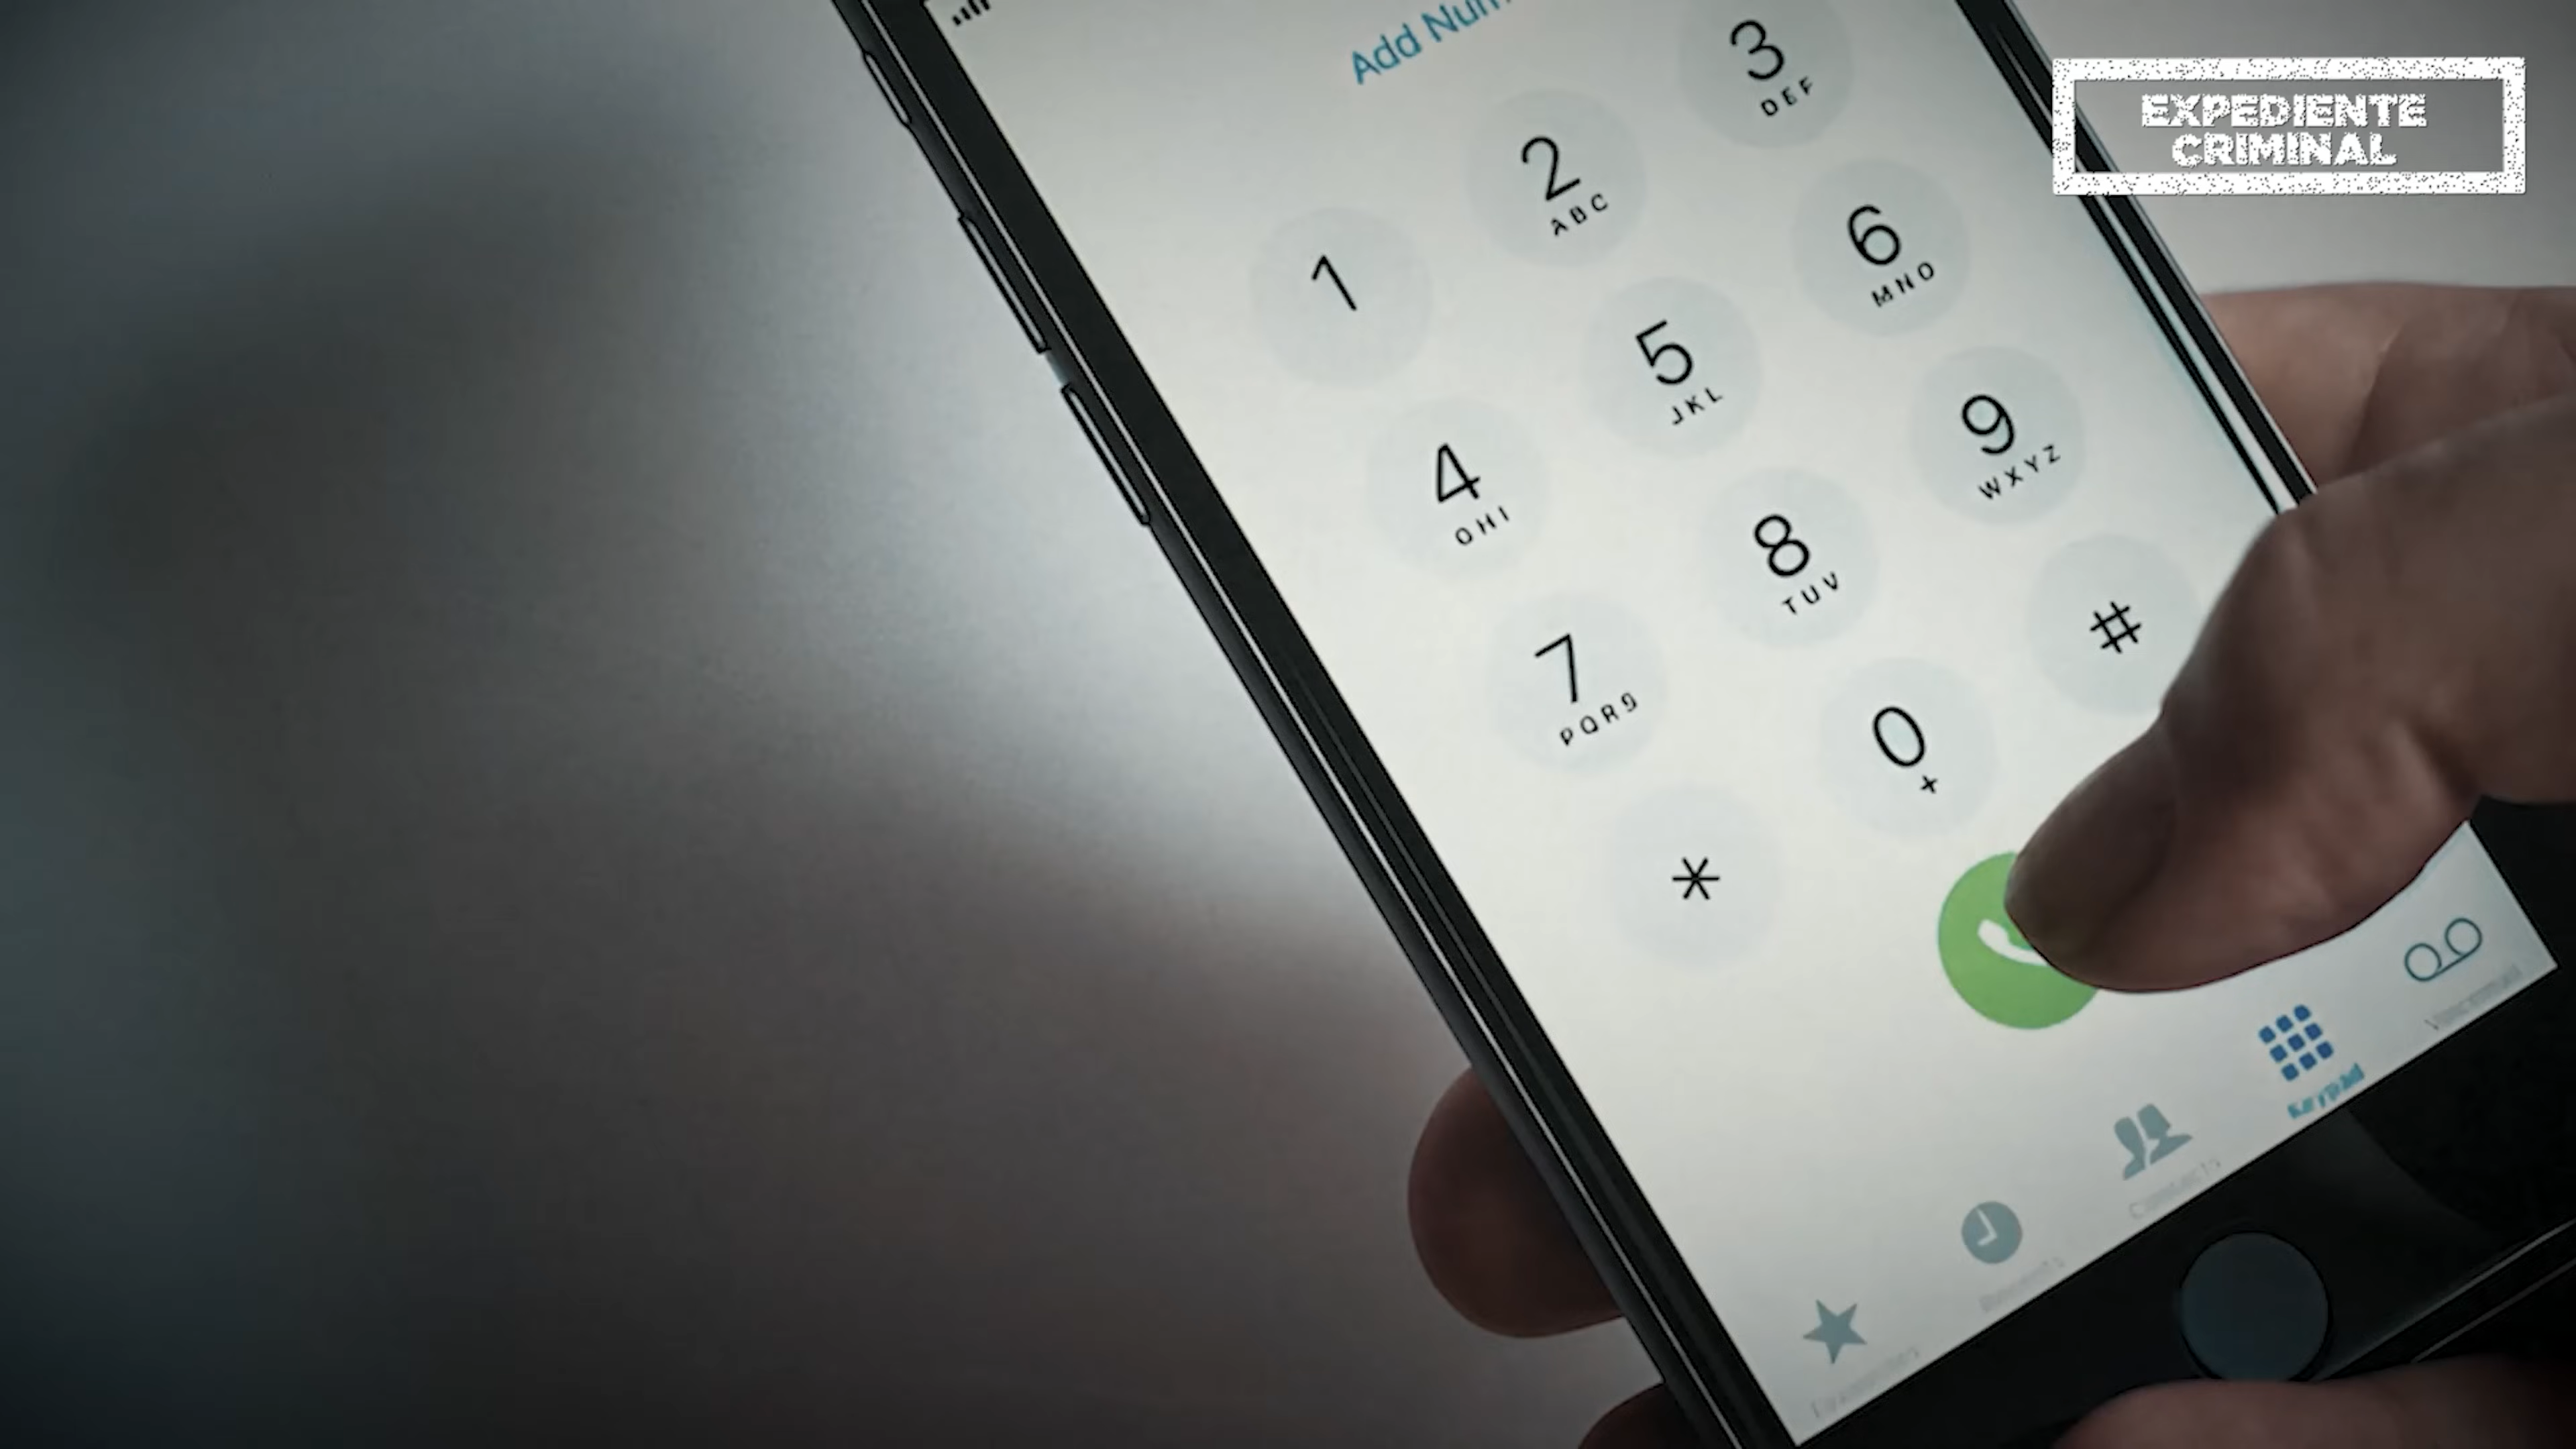 Add Num
EXPEDIENTE
CRIMINAL
3
DEF
2
ABC
1
6
MNO
5
JKL
4
GHI
9
WXYZ
8
TUV
7
PQRS
#
0
+
*
Keypad